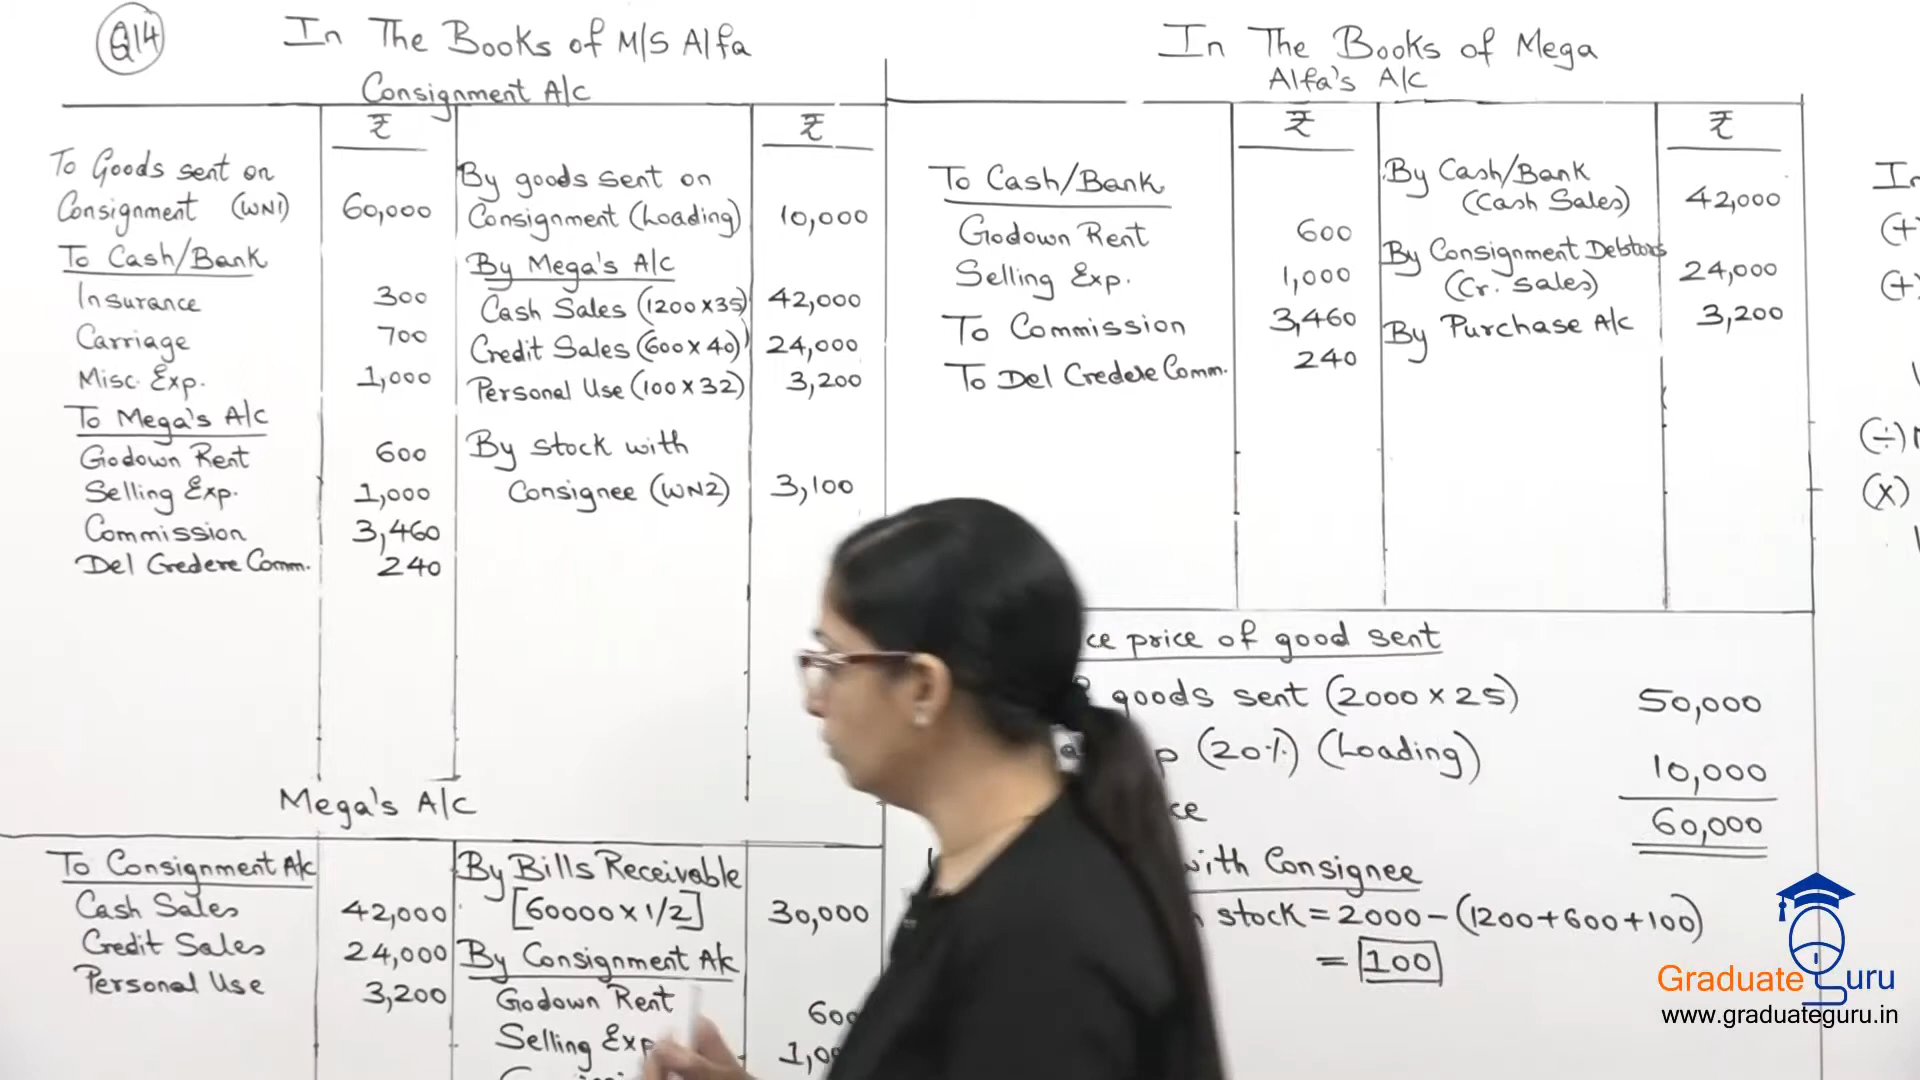 Q14
In The Books of M/S Alfa
Consignment A/c
₹
₹
To Goods sent on
Consignment (WN1) 60,000
To Cash/Bank
Insurance 300
Carriage 700
Misc. Exp. 1,000
To Mega's A/c
Godown Rent 600
Selling Exp. 1,000
Commission 3,460
Del Credere Comm. 240
By goods sent on
Consignment (Loading) 10,000
By Mega's A/c
Cash Sales (1200×35) 42,000
Credit Sales (600×40) 24,000
Personal Use (100×32) 3,200
By stock with
Consignee (WN2) 3,100
Mega's A/c
To Consignment A/c
Cash Sales 42,000
Credit Sales 24,000
Personal Use 3,200
By Bills Receivable
[60000×1/2] 30,000
By Consignment A/c
Godown Rent 600
Selling Exp
In The Books of Mega
Alfa's A/c
₹
₹
To Cash/Bank
Godown Rent 600
Selling Exp. 1,000
To Commission 3,460
To Del Credere Comm. 240
By Cash/Bank
(Cash Sales) 42,000
By Consignment Debtors
(Cr. Sales) 24,000
By Purchase A/c 3,200
price of good sent
goods sent (2000×25) 50,000
(20%) (Loading) 10,000
60,000
with Consignee
stock = 2000 - (1200+600+100)
= 100
In
(+)
(+)
(÷)
(×)
Graduate Guru
www.graduateguru.in